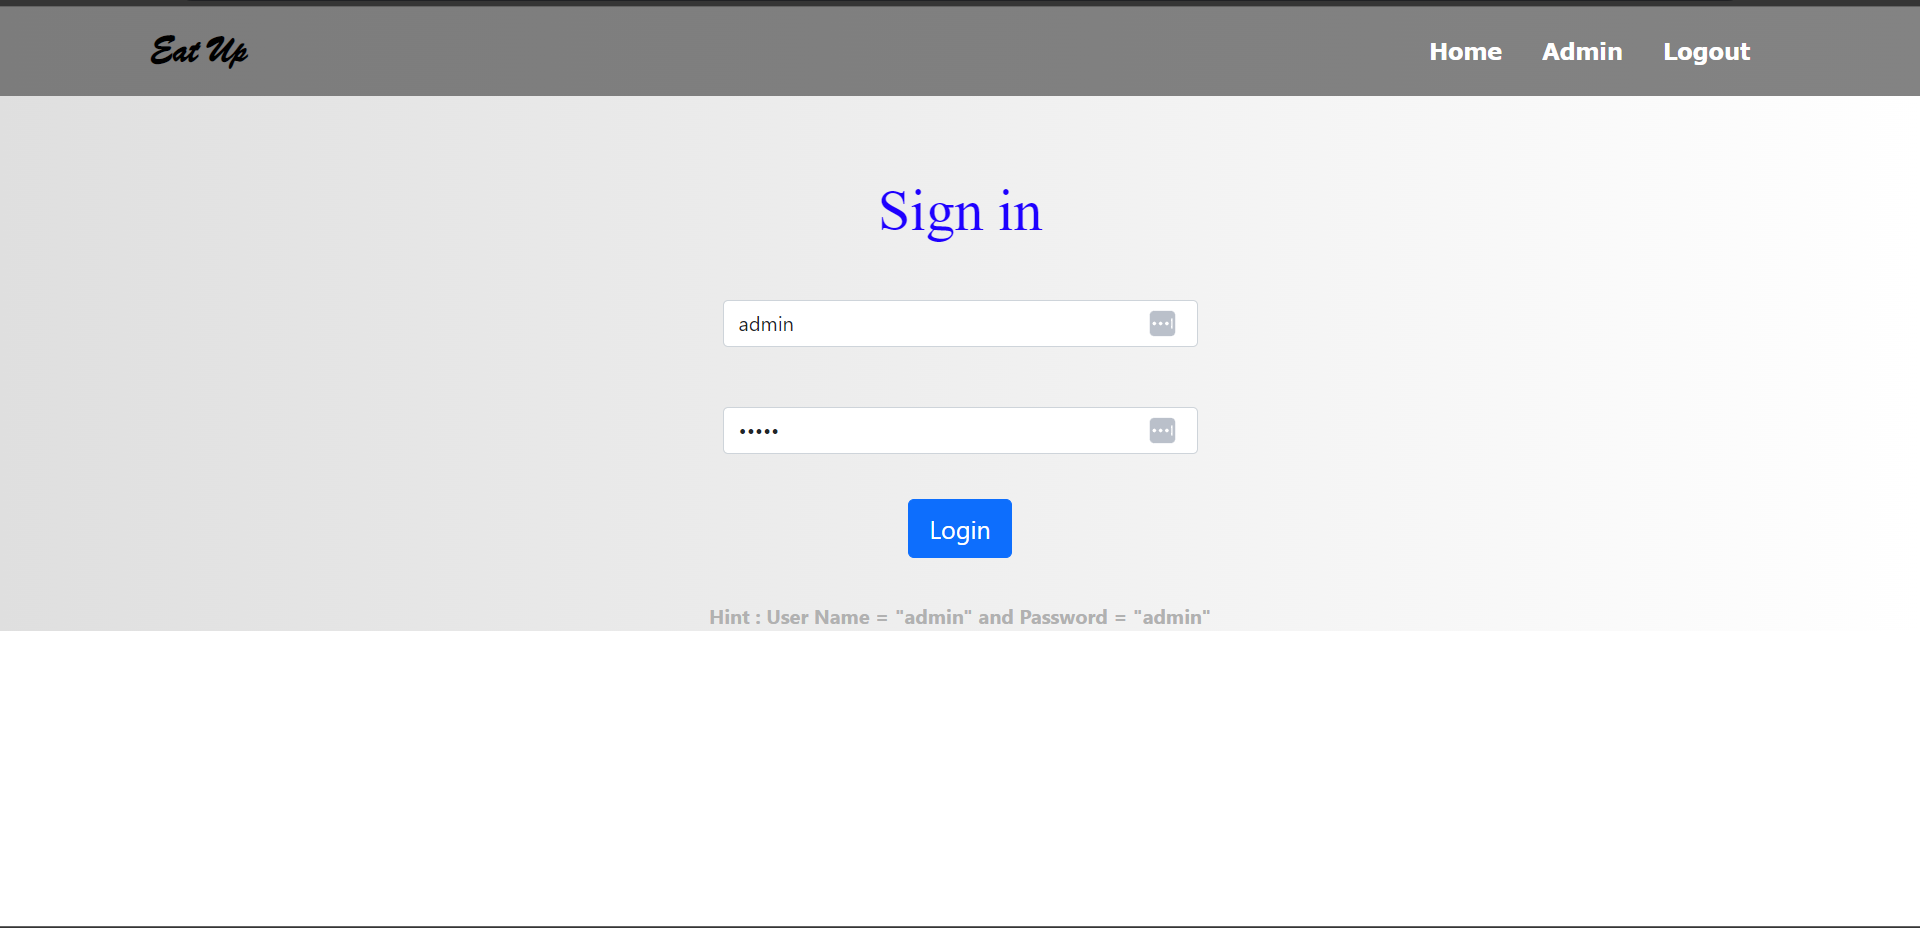 Eat Up
Home Admin Logout
Sign in
admin
•••••
Login
Hint : User Name = "admin" and Password = "admin"